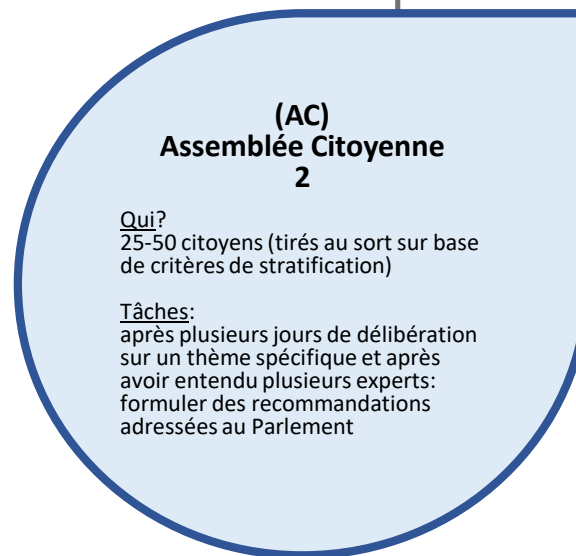 (AC)
Assemblée Citoyenne
2
Qui?
25-50 citoyens (tirés au sort sur base
de critères de stratification)
Tâches:
après plusieurs jours de délibération
sur un thème spécifique et après
avoir entendu plusieurs experts:
formuler des recommandations
adressées au Parlement